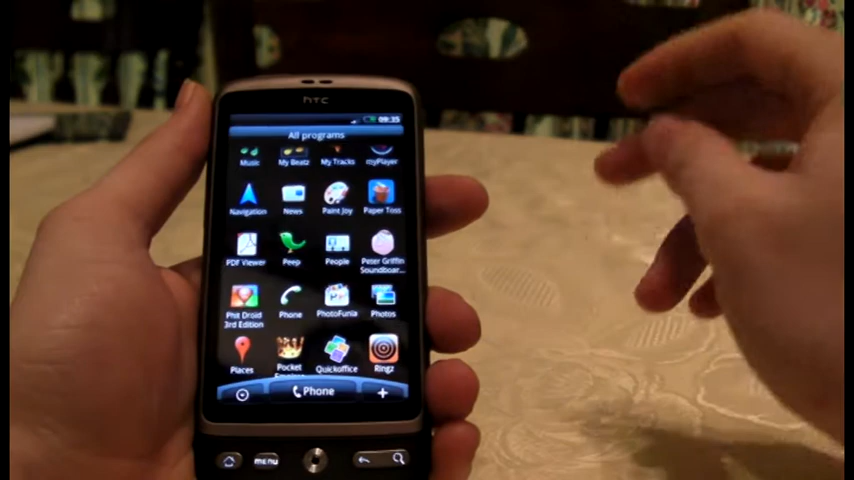 htc
09:35
All programs
Music My Beatz My Tracks myPlayer
Navigation News Paint Joy Paper Toss
PDF Viewer Peep People Peter Griffin
Soundboar...
Phit Droid Phone PhotoFunia Photos
3rd Edition
Places Pocket Quickoffice Ringz
Phone
MENU